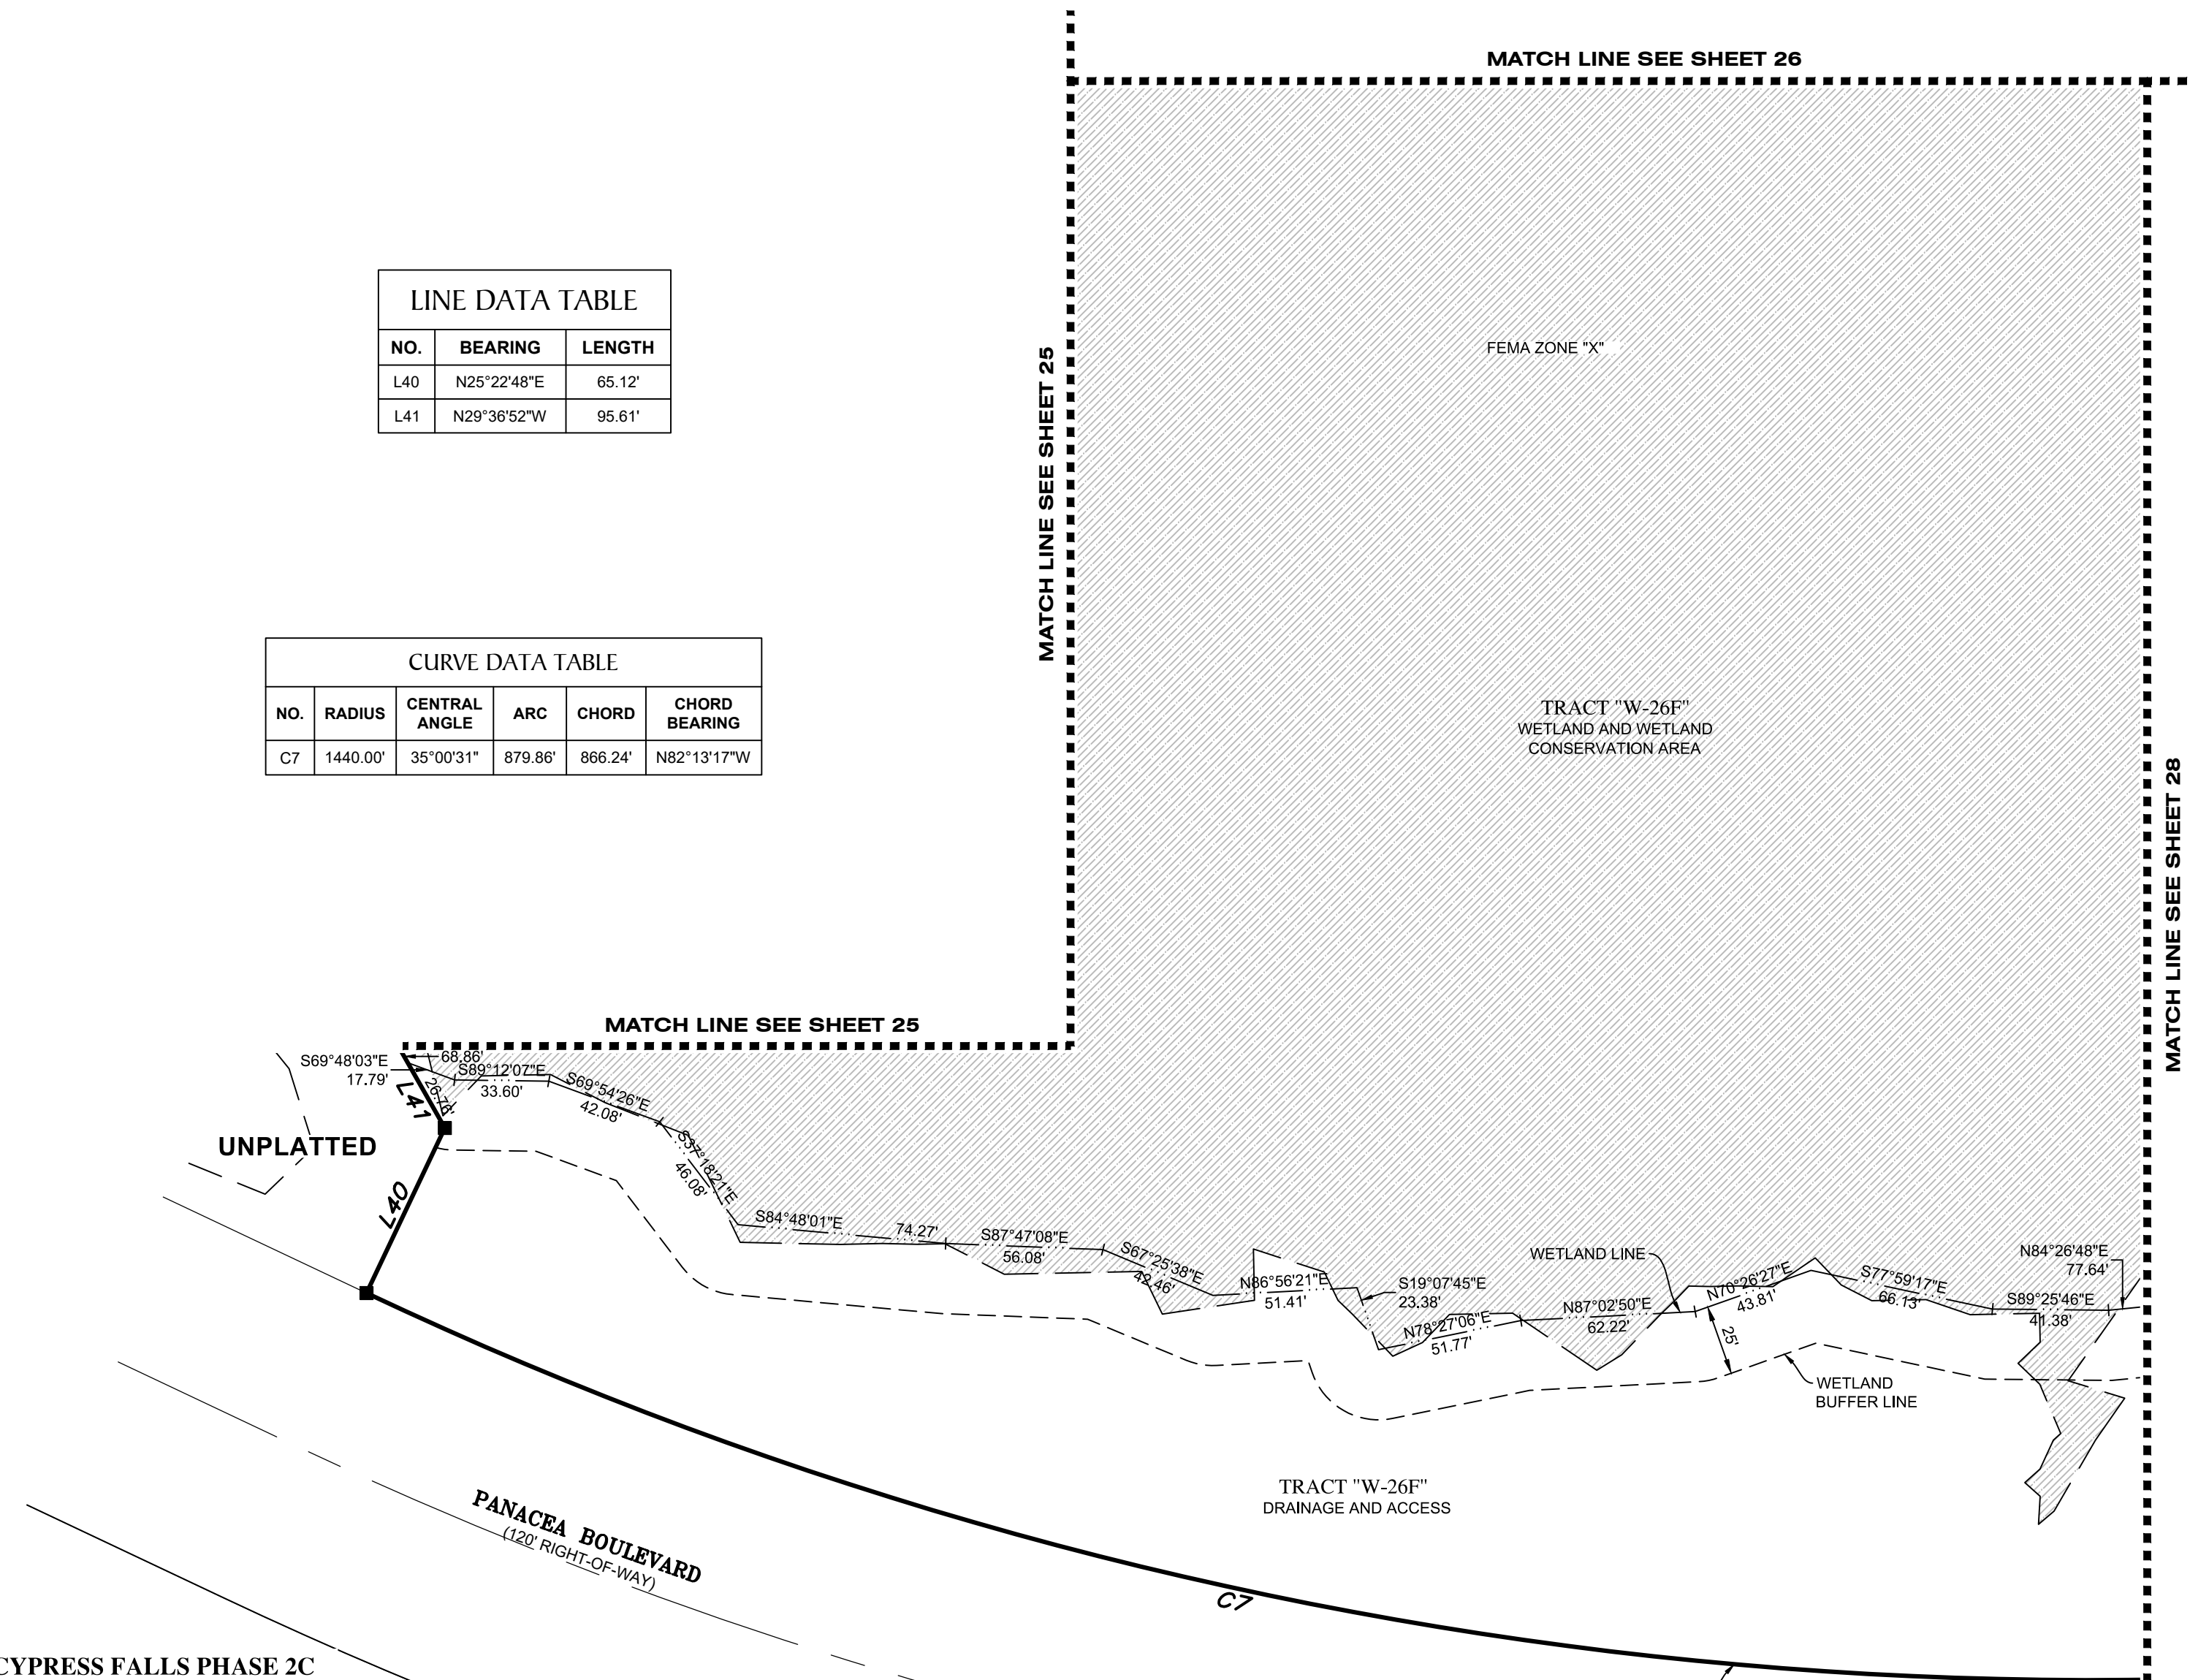 MATCH LINE SEE SHEET 26
LINE DATA TABLE
NO. BEARING LENGTH
L40 N25°22'48"E 65.12'
L41 N29°36'52"W 95.61'
MATCH LINE SEE SHEET 25
FEMA ZONE "X"
CURVE DATA TABLE
NO. RADIUS CENTRAL ANGLE ARC CHORD CHORD BEARING
C7 1440.00' 35°00'31" 879.86' 866.24' N82°13'17"W
TRACT "W-26F"
WETLAND AND WETLAND
CONSERVATION AREA
MATCH LINE SEE SHEET 28
MATCH LINE SEE SHEET 25
S69°48'03"E
17.79'
68.86'
26.76'
L41
S89°12'07"E
33.60'
S69°54'26"E
42.08'
UNPLATTED
S37°18'21"E
46.08'
L40
S84°48'01"E 74.27'
S87°47'08"E
56.08'
S67°25'38"E
42.46'
N86°56'21"E
51.41'
S19°07'45"E
23.38'
N78°27'06"E
51.77'
WETLAND LINE
N87°02'50"E
62.22'
N70°26'27"E
43.81'
25'
S77°59'17"E
66.13'
S89°25'46"E
41.38'
N84°26'48"E
77.64'
WETLAND
BUFFER LINE
TRACT "W-26F"
DRAINAGE AND ACCESS
PANACEA BOULEVARD
(120' RIGHT-OF-WAY)
C7
CYPRESS FALLS PHASE 2C